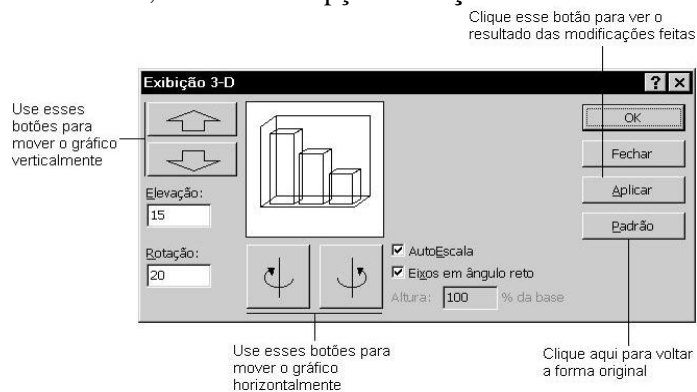 Clique esse botão para ver o
resultado das modificações feitas
Exibição 3-D
? ×
Use esses
botões para
mover o gráfico
verticalmente
OK
Fechar
Elevação:
15
Aplicar
Padrão
Rotação:
20
AutoEscala
Eixos em ângulo reto
Altura: 100 % da base
Use esses botões para
mover o gráfico
horizontalmente
Clique aqui para voltar
a forma original